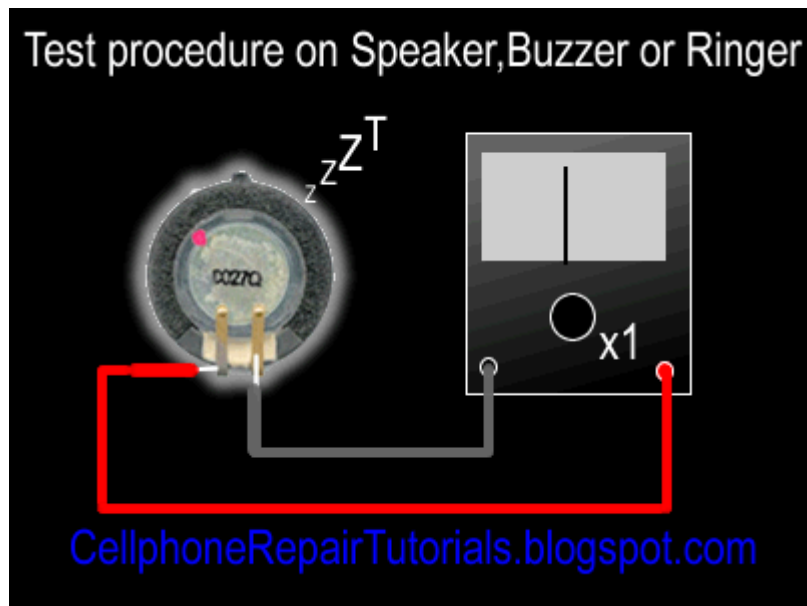 Test procedure on Speaker,Buzzer or Ringer
zzZT
C027Q
x1
CellphoneRepairTutorials.blogspot.com